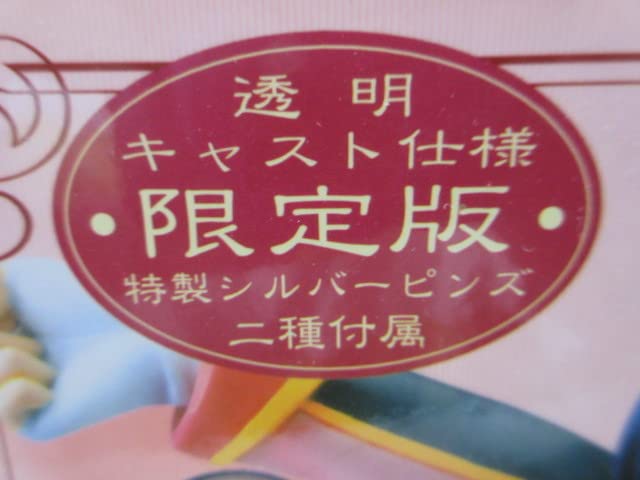 透明
キャスト仕様
・限定版・
特製シルバーピンズ
二種付属